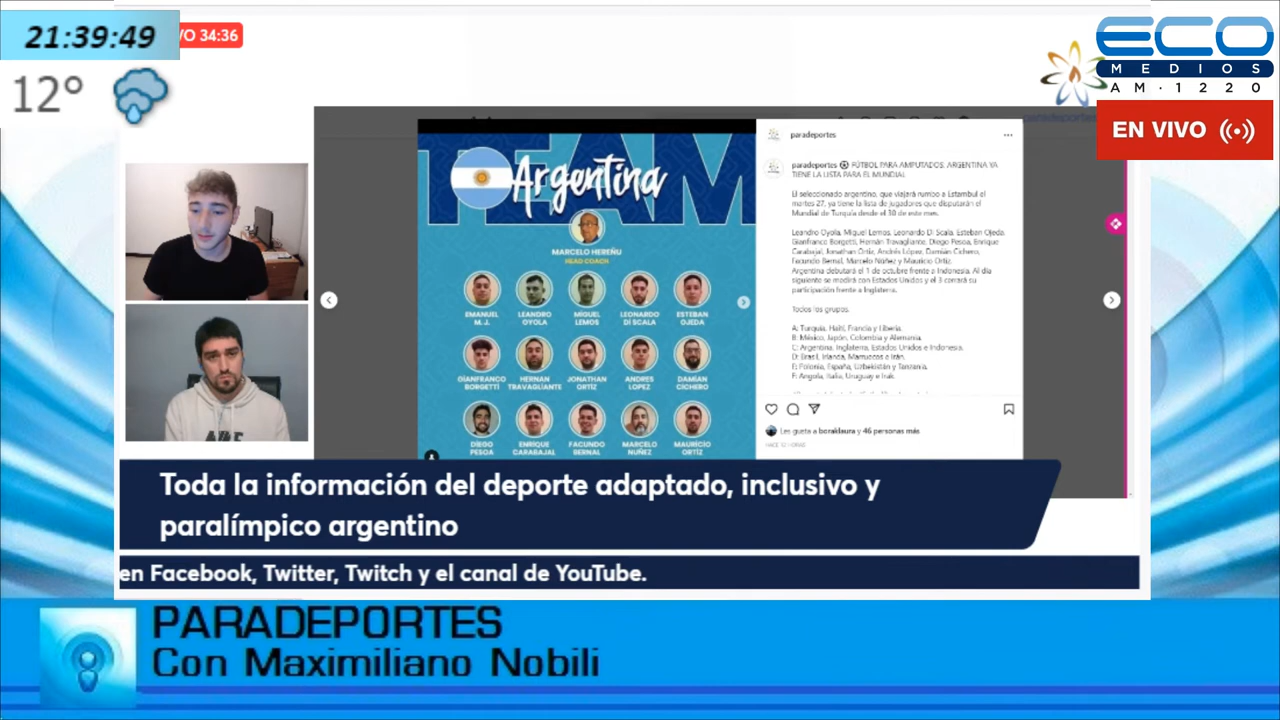 21:39:49
VO 34:36
12°
ECO
MEDIOS
AM·1220
EN VIVO
paradeportes
TEAM
Argentina
MARCELO HEREÑU
HEAD COACH
EMANUEL M. J.
LEANDRO OYOLA
MIGUEL LEMOS
LEONARDO DI SCALA
ESTEBAN OJEDA
GIANFRANCO BORGETTI
HERNAN TRAVAGLIANTE
JONATHAN ORTÍZ
ANDRES LOPEZ
DAMIAN CICHERO
DIEGO PESOA
ENRIQUE CARABAJAL
FACUNDO BERNAL
MARCELO NUÑEZ
MAURICIO ORTÍZ
paradeportes
paradeportes ⚽ FÚTBOL PARA AMPUTADOS: ARGENTINA YA
TIENE LA LISTA PARA EL MUNDIAL
El seleccionado argentino, que viajará rumbo a Estambul el
martes 27, ya tiene la lista de jugadores que disputarán el
Mundial de Turquía desde el 30 de este mes.
Leandro Oyola, Miguel Lemos, Leonardo Di Scala, Esteban Ojeda,
Gianfranco Borgetti, Hernán Travagliante, Diego Pesoa, Enrique
Carabajal, Jonathan Ortiz, Andrés López, Damián Cichero,
Facundo Bernal, Marcelo Núñez y Mauricio Ortiz.
Argentina debutará el 1 de octubre frente a Indonesia. Al día
siguiente se medirá con Estados Unidos y el 3 cerrará su
participación frente a Inglaterra.
Todos los grupos:
A: Turquía, Haití, Francia y Liberia.
B: México, Japón, Colombia y Alemania.
C: Argentina, Inglaterra, Estados Unidos e Indonesia.
D: Brasil, Irlanda, Marruecos e Irán.
E: Polonia, España, Uzbekistán y Tanzania.
F: Angola, Italia, Uruguay e Irak.
Les gusta a boraklaura y 46 personas más
HACE 12 HORAS
Toda la información del deporte adaptado, inclusivo y
paralímpico argentino
en Facebook, Twitter, Twitch y el canal de YouTube.
PARADEPORTES
Con Maximiliano Nobili